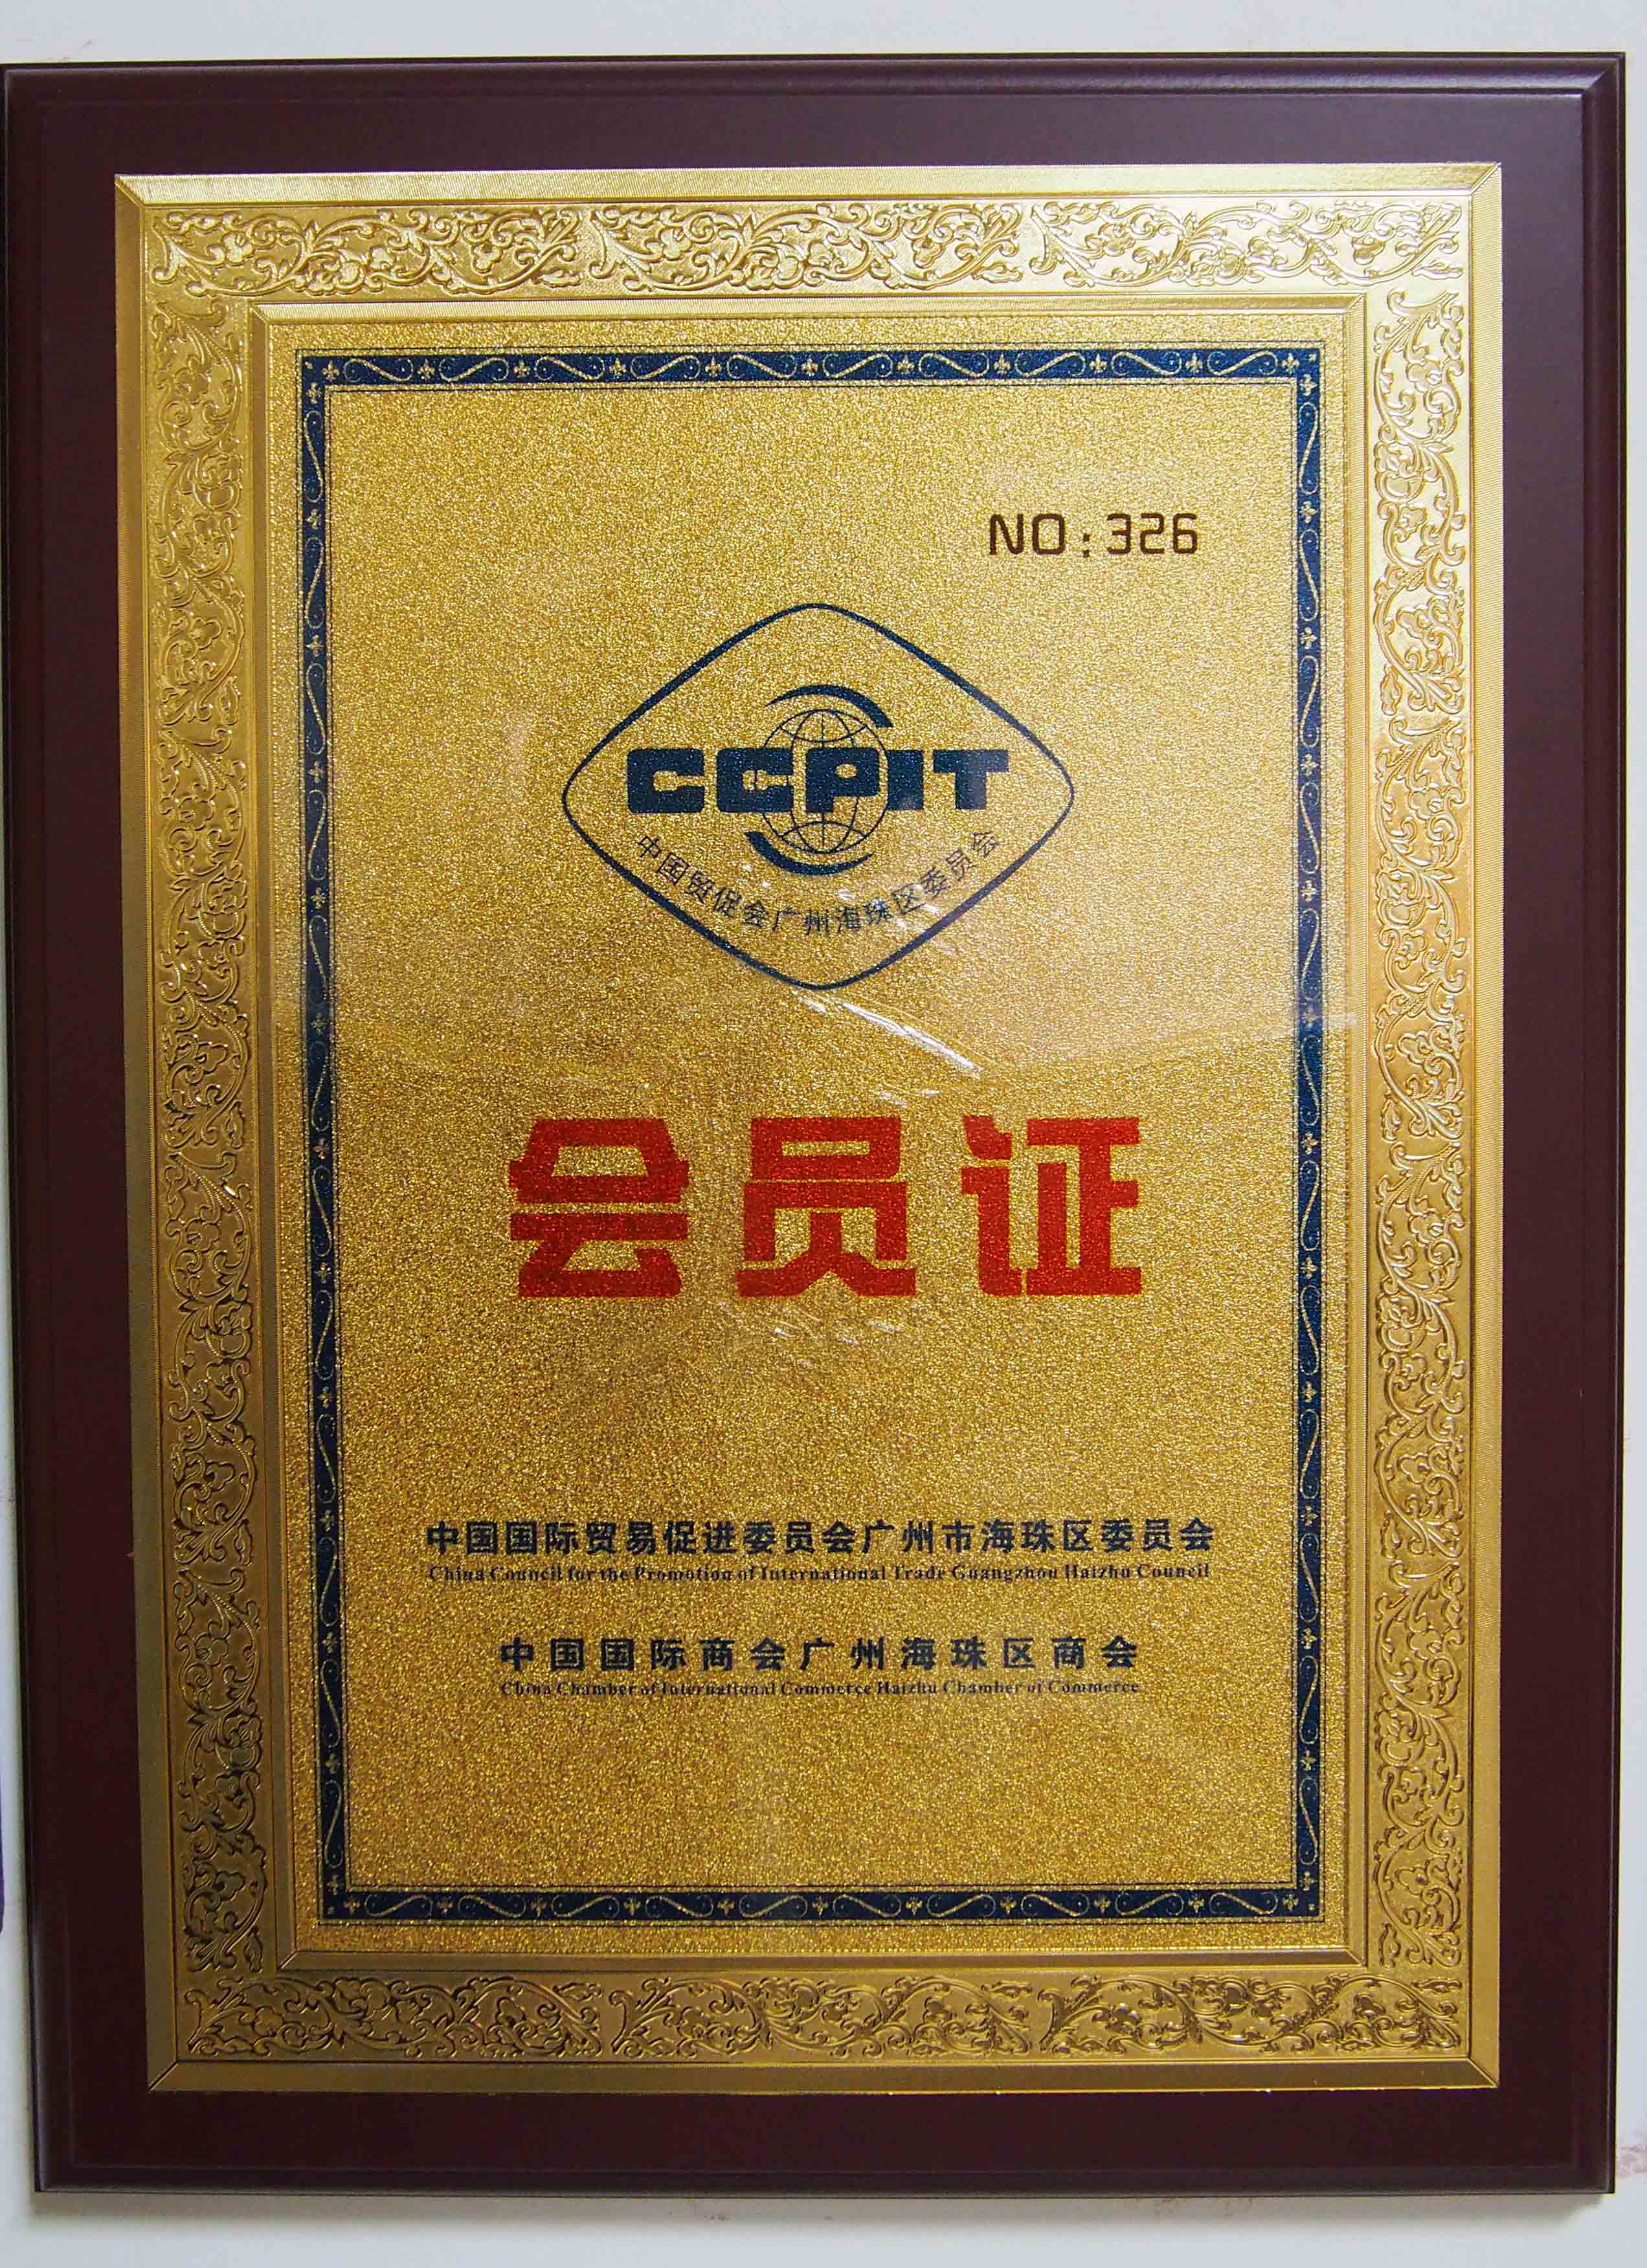 NO:326
CCPIT
中国贸促会广州海珠区委员会
会员证
中国国际贸易促进委员会广州市海珠区委员会
China Council for the Promotion of International Trade Guangzhou Haizhu Council
中国国际商会广州海珠区商会
China Chamber of International Commerce Haizhu Chamber of Commerce